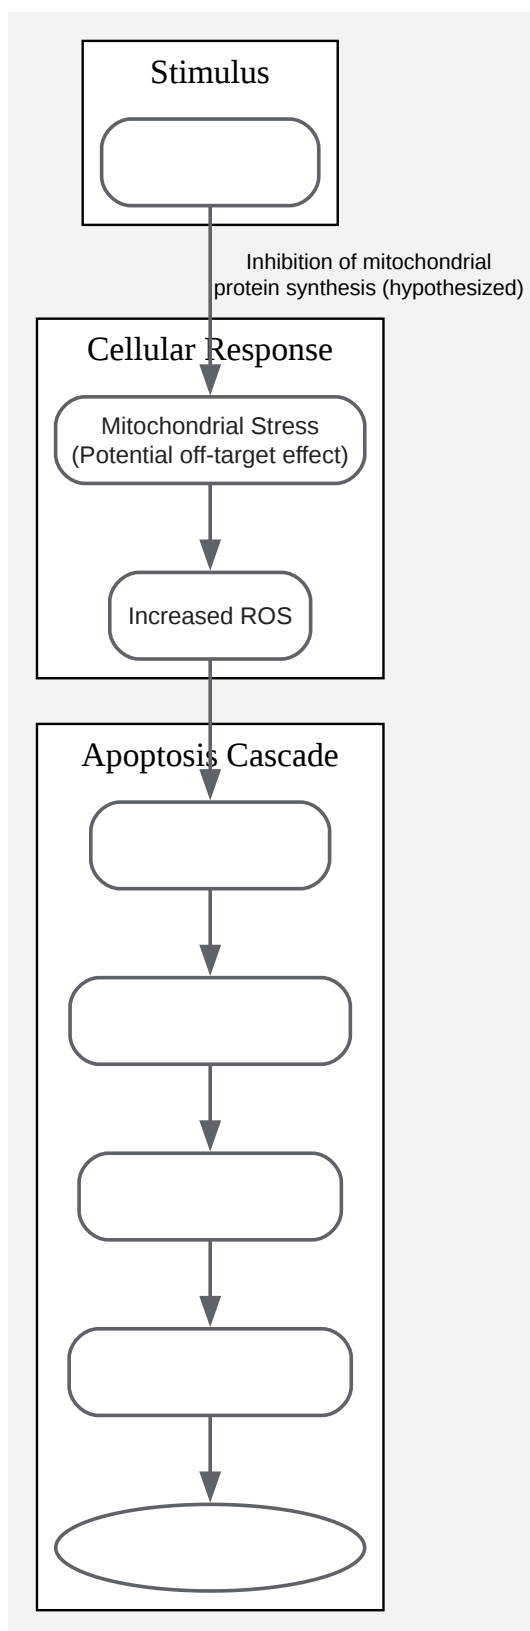 Stimulus
Inhibition of mitochondrial
protein synthesis (hypothesized)
Cellular Response
Mitochondrial Stress
(Potential off-target effect)
Increased ROS
Apoptosis Cascade